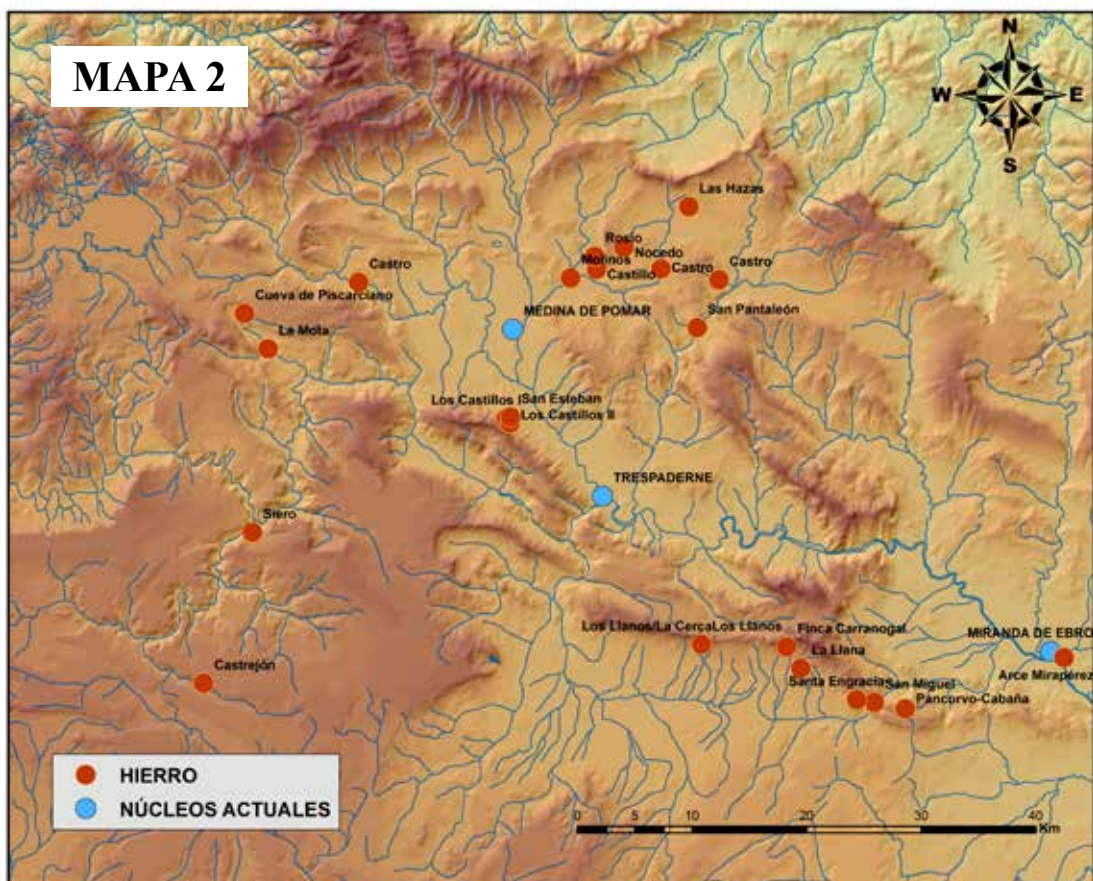 MAPA 2
N
W
E
S
Las Hazas
Rosío
Nocedo
Molinos
Castillo
Castro
Castro
Castro
Cueva de Piscarciano
MEDINA DE POMAR
San Pantaleón
La Mota
Los Castillos I
San Esteban
Los Castillos II
TRESPADERNE
Siero
Los Llanos/La Cerca
Los Llanos
Finca Carranogal
La Llana
MIRANDA DE EBRO
Castrejón
Santa Engracia
San Miguel
Arce Mirapérez
Pancorvo-Cabaña
HIERRO
NÚCLEOS ACTUALES
0 10 20 30 40
Km